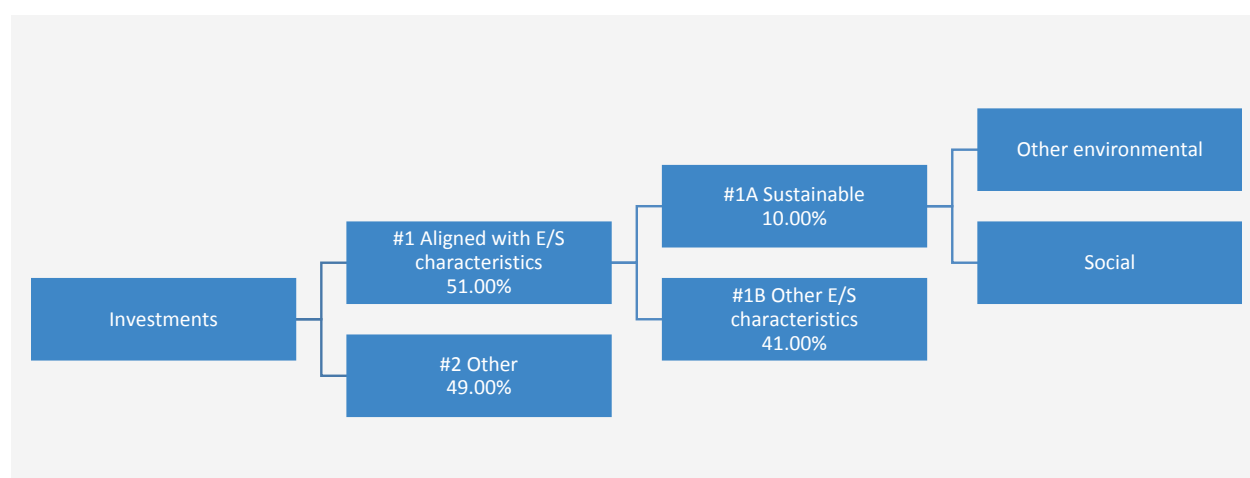 Investments
#1 Aligned with E/S
characteristics
51.00%
#2 Other
49.00%
#1A Sustainable
10.00%
#1B Other E/S
characteristics
41.00%
Other environmental
Social